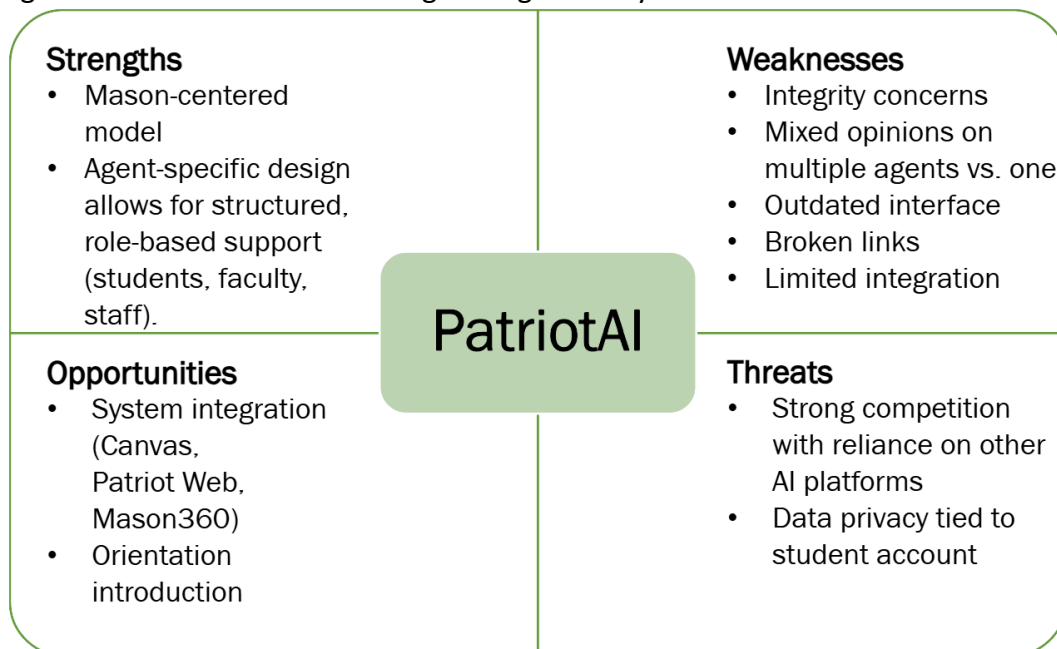 Strengths
• Mason-centered
model
• Agent-specific design
allows for structured,
role-based support
(students, faculty,
staff).
Weaknesses
• Integrity concerns
• Mixed opinions on
multiple agents vs. one
• Outdated interface
• Broken links
• Limited integration
PatriotAI
Opportunities
• System integration
(Canvas,
Patriot Web,
Mason360)
• Orientation
introduction
Threats
• Strong competition
with reliance on other
AI platforms
• Data privacy tied to
student account